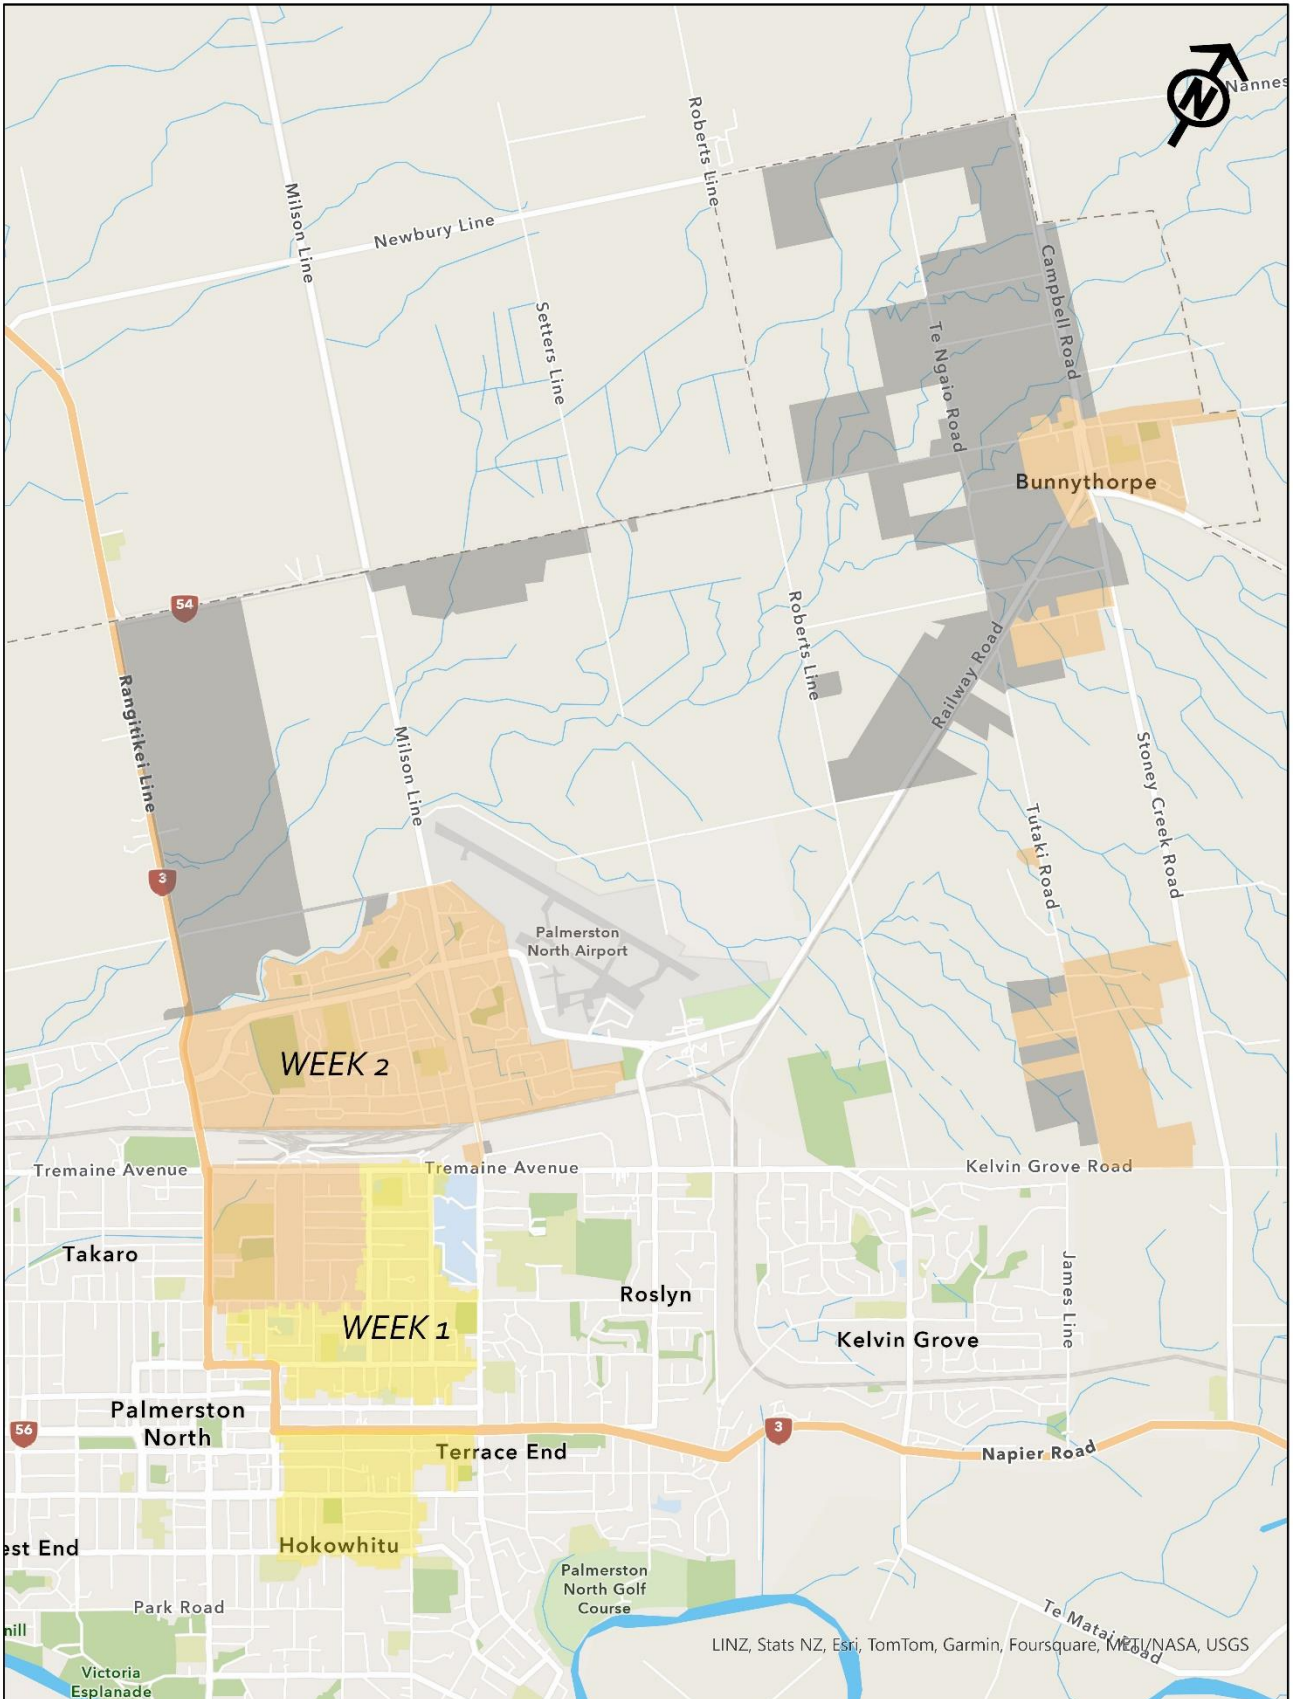 N
Nannes
Roberts Line
Milson Line
Newbury Line
Campbell Road
Setters Line
Te Ngaio Road
Bunnythorpe
54
Roberts Line
Railway Road
Rangitikei Line
Milson Line
Stoney Creek Road
Tutaki Road
3
Palmerston
North Airport
WEEK 2
Tremaine Avenue
Tremaine Avenue
Kelvin Grove Road
Takaro
James Line
Roslyn
WEEK 1
Kelvin Grove
Palmerston
North
56
3
Terrace End
Napier Road
Hokowhitu
est End
Palmerston
North Golf
Course
Park Road
Te Matai Road
nill
LINZ, Stats NZ, Esri, TomTom, Garmin, Foursquare, METI/NASA, USGS
Victoria
Esplanade